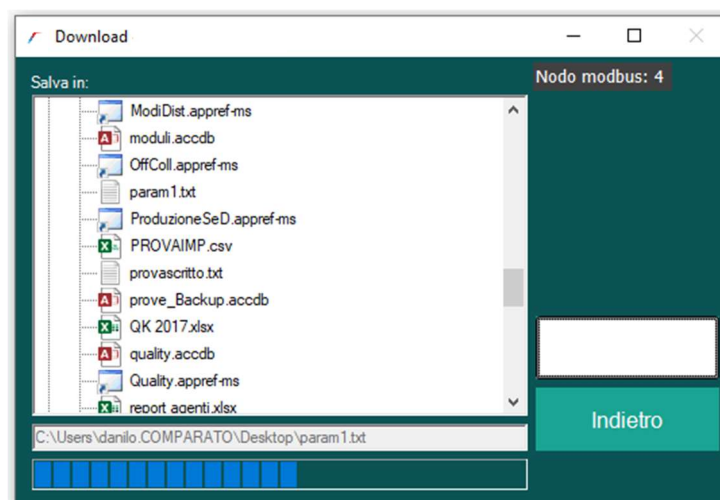 Download
Salva in:
Nodo modbus: 4
ModiDist.appref-ms
moduli.accdb
OffColl.appref-ms
param1.txt
ProduzioneSeD.appref-ms
PROVAIMP.csv
provascritto.txt
prove_Backup.accdb
QK 2017.xlsx
quality.accdb
Quality.appref-ms
report agenti.xlsx
C:\Users\danilo.COMPARATO\Desktop\param1.txt
Indietro